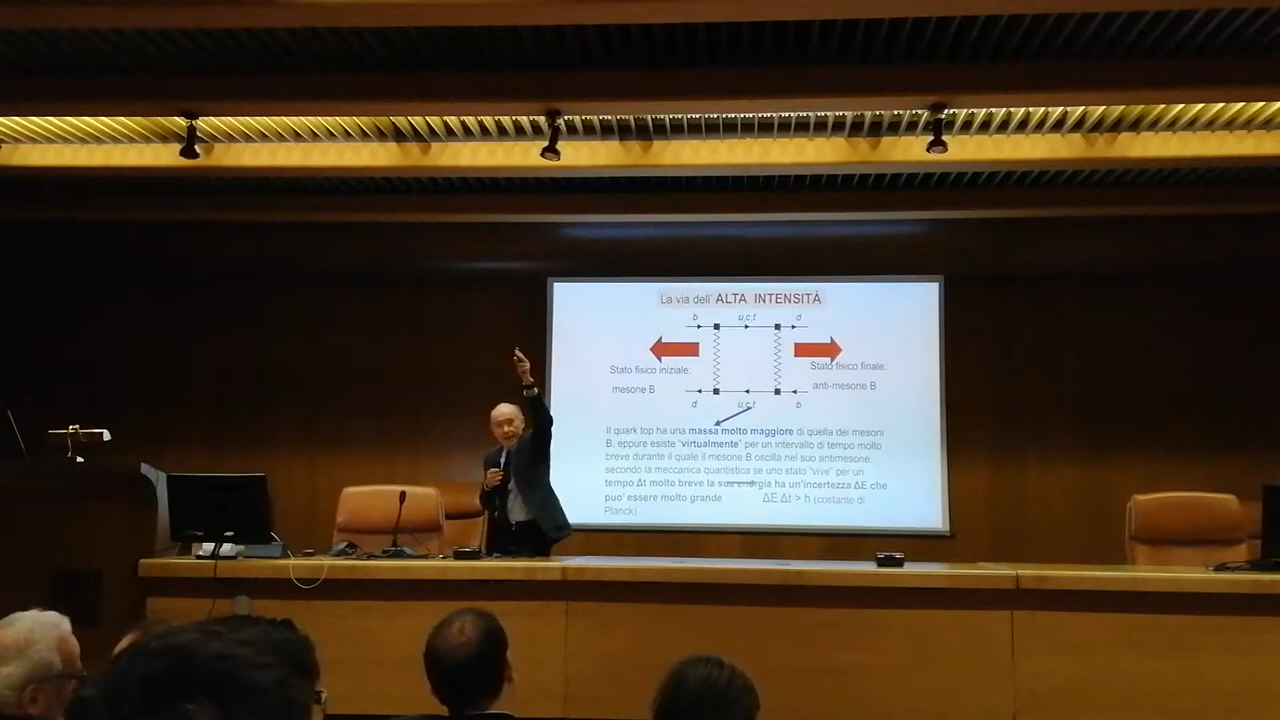 La via dell' ALTA INTENSITÀ
b u,c,t d
Stato fisico iniziale:
mesone B
Stato fisico finale:
anti-mesone B
d u,c,t b
Il quark top ha una massa molto maggiore di quella dei mesoni
B, eppure esiste "virtualmente" per un intervallo di tempo molto
breve durante il quale il mesone B oscilla nel suo antimesone
secondo la meccanica quantistica se uno stato "vive" per un
tempo Δt molto breve la sua energia ha un'incertezza ΔE che
puo' essere molto grande ΔE Δt > h (costante di
Planck)